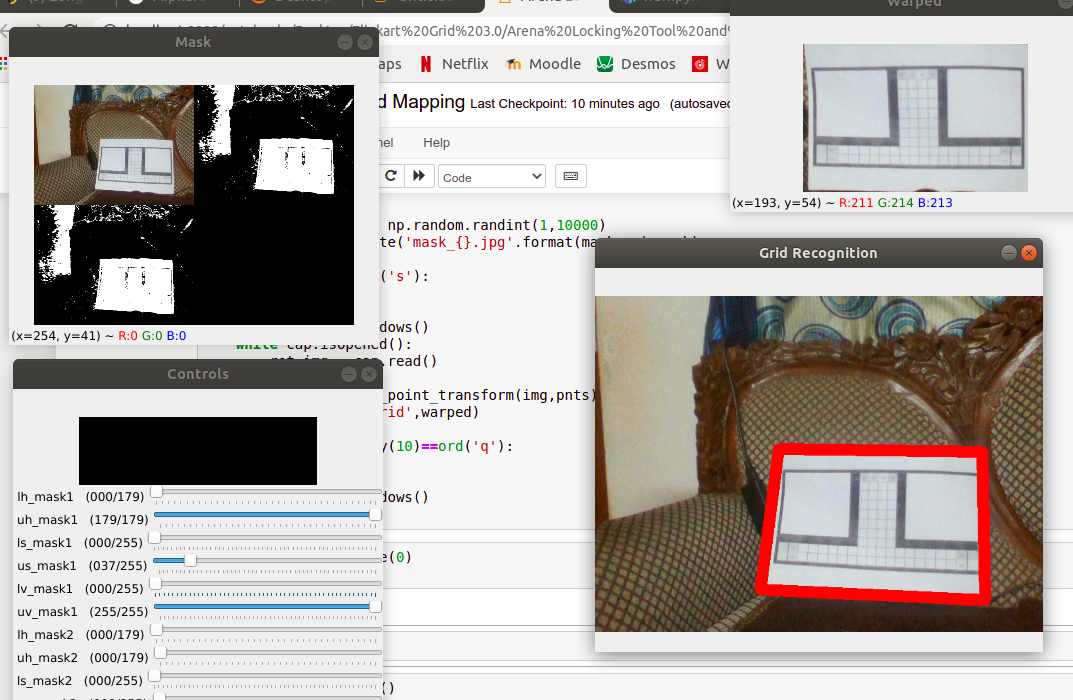 Warped
kart%20Grid%203.0/Arena%20Locking%20Tool%20and%
Mask
aps Netflix Moodle Desmos W
d Mapping Last Checkpoint: 10 minutes ago (autosaved
nel Help
Code
(x=193, y=54) ~ R:211 G:214 B:213
np.random.randint(1,10000)
te('mask_{}.jpg'.format(
Grid Recognition
('s'):
dows()
(x=254, y=41) ~ R:0 G:0 B:0
while cap.isOpened():
ret,img = cap.read()
Controls
_point_transform(img,pnts)
rid',warped)
y(10)==ord('q'):
dows()
lh_mask1 (000/179)
uh_mask1 (179/179)
ls_mask1 (000/255)
e(0)
us_mask1 (037/255)
lv_mask1 (000/255)
uv_mask1 (255/255)
lh_mask2 (000/179)
uh_mask2 (000/179)
ls_mask2 (000/255)
()